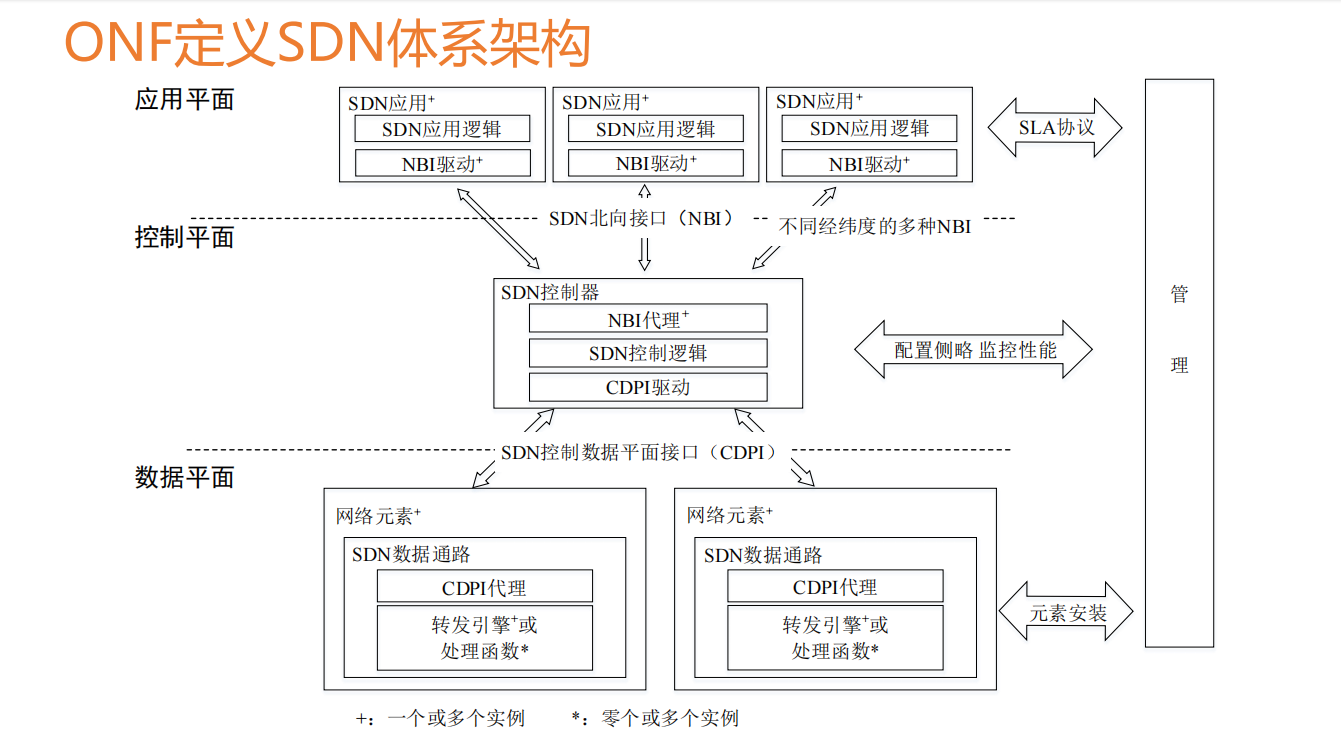 ONF定义SDN体系架构
应用平面
SDN应用+
SDN应用逻辑
NBI驱动+
SDN应用+
SDN应用逻辑
NBI驱动+
SDN应用+
SDN应用逻辑
NBI驱动+
SLA协议
SDN北向接口（NBI）
不同经纬度的多种NBI
控制平面
SDN控制器
NBI代理+
SDN控制逻辑
CDPI驱动
配置侧略 监控性能
管
理
SDN控制数据平面接口（CDPI）
数据平面
网络元素+
SDN数据通路
CDPI代理
转发引擎+或
处理函数*
网络元素+
SDN数据通路
CDPI代理
转发引擎+或
处理函数*
元素安装
+：一个或多个实例 *：零个或多个实例